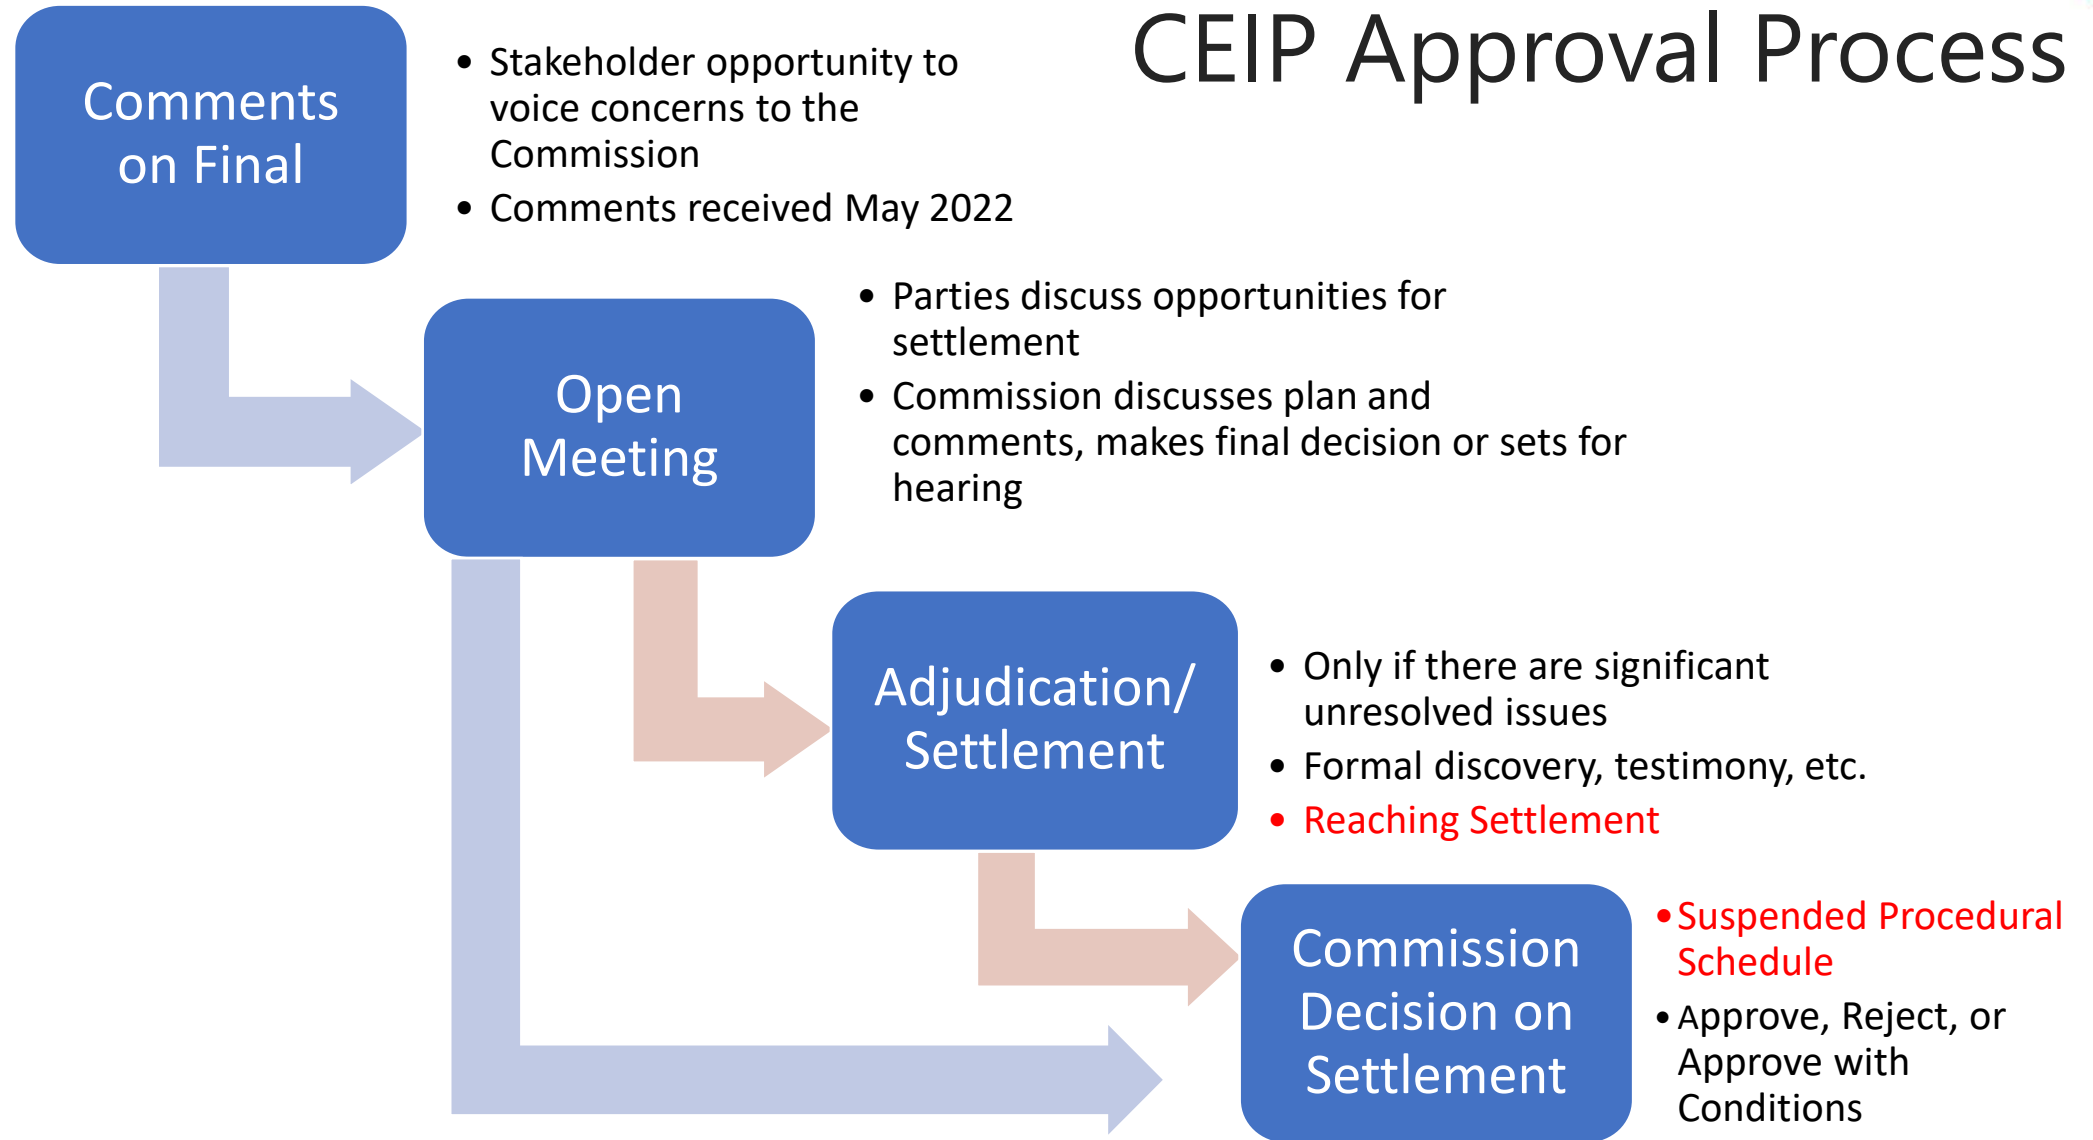 CEIP Approval Process
Comments
on Final
• Stakeholder opportunity to
voice concerns to the
Commission
• Comments received May 2022
Open
Meeting
• Parties discuss opportunities for
settlement
• Commission discusses plan and
comments, makes final decision or sets for
hearing
Adjudication/
Settlement
• Only if there are significant
unresolved issues
• Formal discovery, testimony, etc.
• Reaching Settlement
Commission
Decision on
Settlement
• Suspended Procedural
Schedule
• Approve, Reject, or
Approve with
Conditions